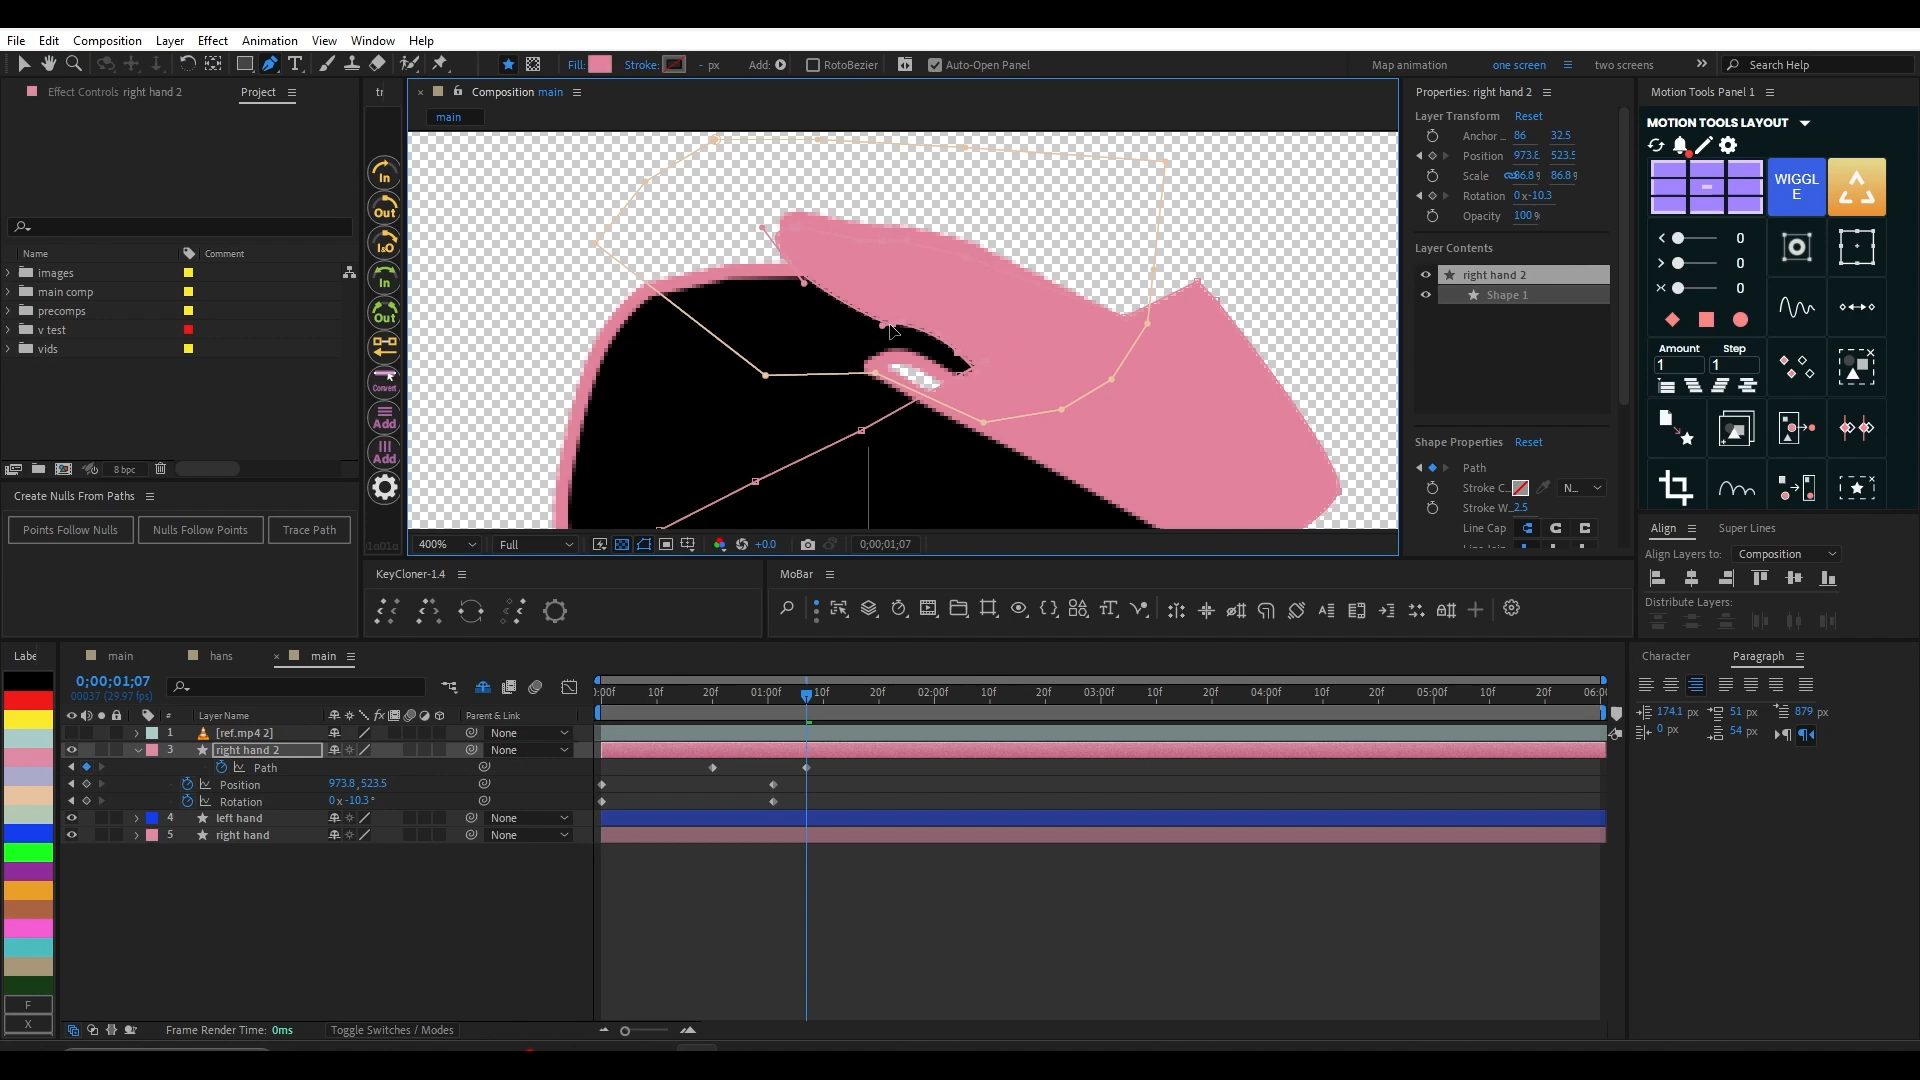 File Edit Composition Layer Effect Animation View Window Help
Fill: Stroke: - px Add: RotoBezier Auto-Open Panel Map animation one screen two screens Search Help
Effect Controls right hand 2 Project
Composition main
Properties: right hand 2
Motion Tools Panel 1
main
Layer Transform Reset
MOTION TOOLS LAYOUT
Anchor .. 86 32.5
Position 973.8 523.5
Scale 86.8 86.8
Rotation 0x-10.3
Opacity 100
WIGGL
E
In
Out
I&O
In
Out
Convert
Add
Add
Name Comment
images
main comp
precomps
v test
vids
Layer Contents
right hand 2
Shape 1
0
0
0
Amount Step
1 1
8 bpc
Shape Properties Reset
Path
Stroke C... N...
Stroke W... 2.5
Line Cap
Create Nulls From Paths
Points Follow Nulls Nulls Follow Points Trace Path
400% Full +0.0 0;00;01;07
Align Super Lines
Align Layers to: Composition
Distribute Layers:
KeyCloner-1.4
MoBar
Labe main hans main
Character Paragraph
0;00;01;07
00037 (29.97 fps)
:00f 10f 20f 01:00f 10f 20f 02:00f 10f 20f 03:00f 10f 20f 04:00f 10f 20f 05:00f 10f 20f 06:0
174.1 px 51 px 879 px
0 px 54 px
# Layer Name fx Parent & Link
1 [ref.mp4 2] None
3 right hand 2 None
Path
Position 973.8,523.5
Rotation 0x-10.3°
4 left hand None
5 right hand None
F
X
Frame Render Time: 0ms Toggle Switches / Modes